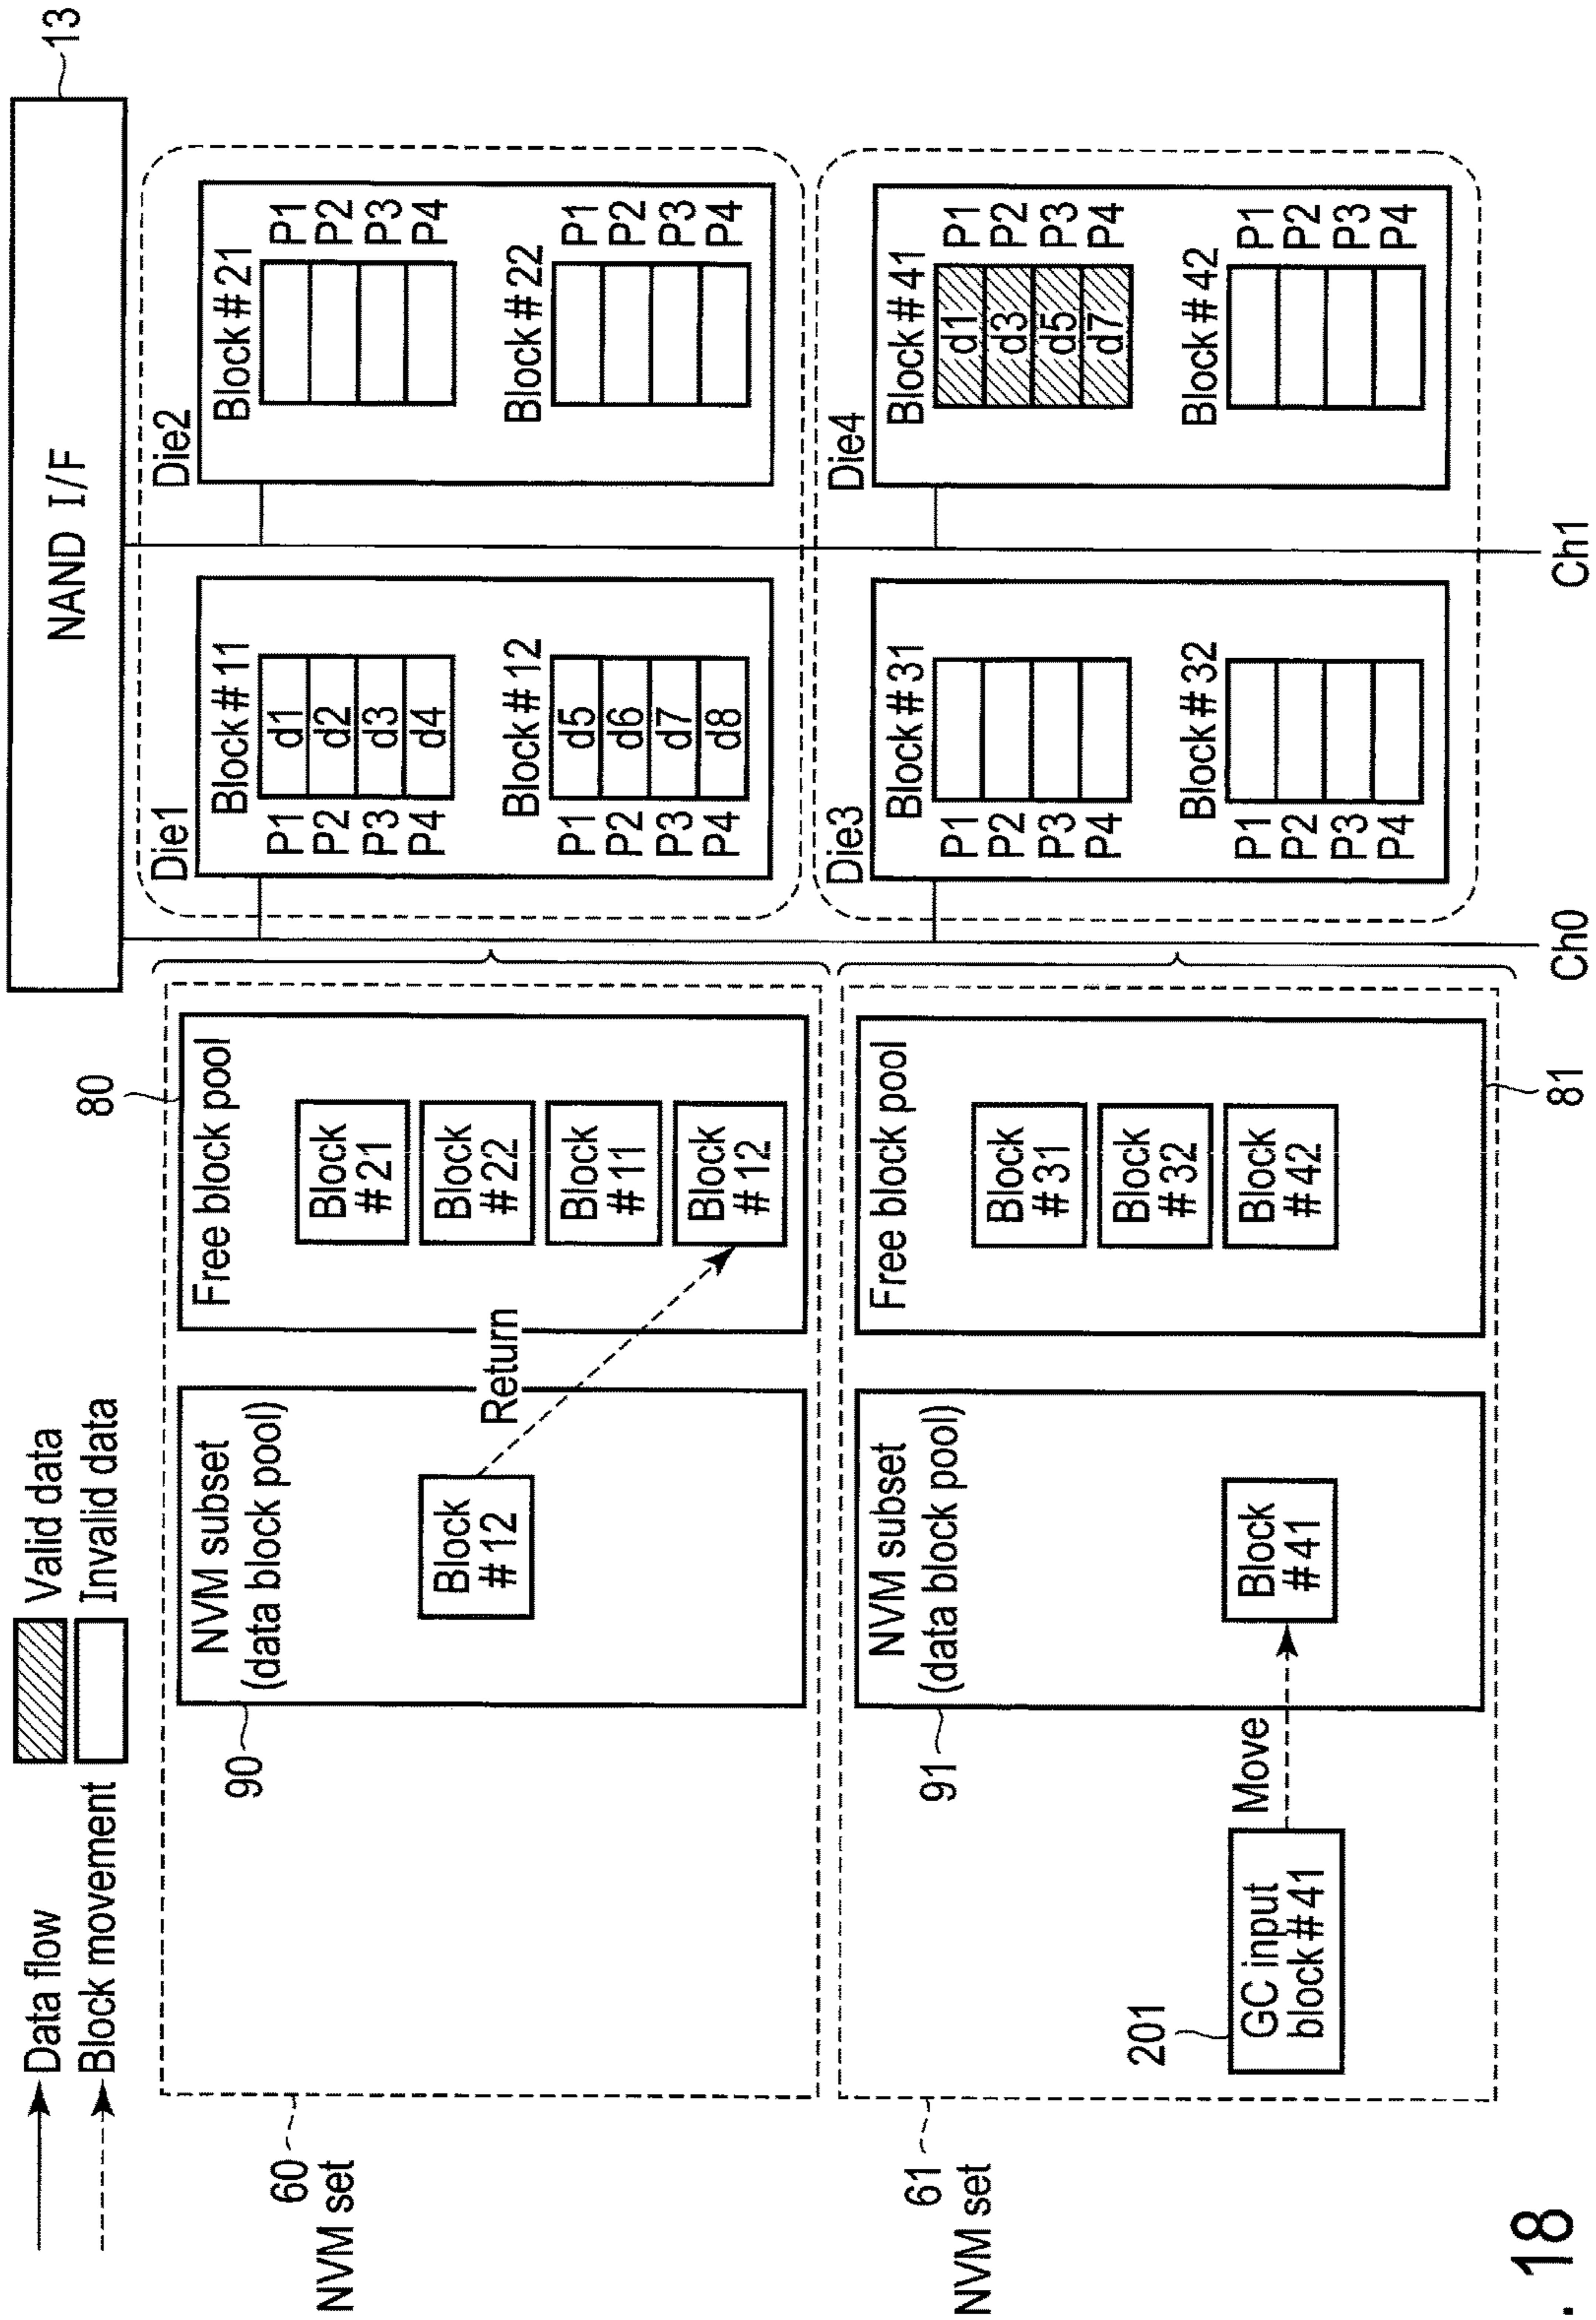 Data flow
Block movement
Valid data
Invalid data
NAND I/F
13
60
NVM set
90
NVM subset
(data block pool)
Block
#12
Return
80
Free block pool
Block
#21
Block
#22
Block
#11
Block
#12
Die1
Block#11
P1 d1
P2 d2
P3 d3
P4 d4
Block#12
P1 d5
P2 d6
P3 d7
P4 d8
Die2
Block#21
P1
P2
P3
P4
Block#22
P1
P2
P3
P4
61
NVM set
201
GC input
block#41
Move
91
NVM subset
(data block pool)
Block
#41
81
Free block pool
Block
#31
Block
#32
Block
#42
Die3
Block#31
P1
P2
P3
P4
Block#32
P1
P2
P3
P4
Die4
Block#41
d1 P1
d3 P2
d5 P3
d7 P4
Block#42
P1
P2
P3
P4
Ch0
Ch1
. 18